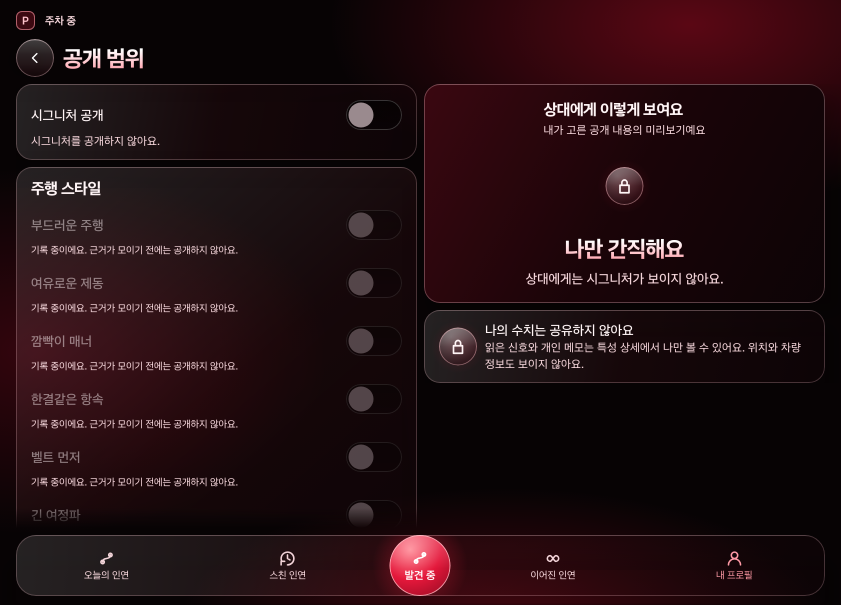 P 주차 중
공개 범위
시그니처 공개
시그니처를 공개하지 않아요.
주행 스타일
부드러운 주행
기록 중이에요. 근거가 모이기 전에는 공개하지 않아요.
여유로운 제동
기록 중이에요. 근거가 모이기 전에는 공개하지 않아요.
깜빡이 매너
기록 중이에요. 근거가 모이기 전에는 공개하지 않아요.
한결같은 항속
기록 중이에요. 근거가 모이기 전에는 공개하지 않아요.
벨트 먼저
기록 중이에요. 근거가 모이기 전에는 공개하지 않아요.
긴 여정파
상대에게 이렇게 보여요
내가 고른 공개 내용의 미리보기예요
나만 간직해요
상대에게는 시그니처가 보이지 않아요.
나의 수치는 공유하지 않아요
읽은 신호와 개인 메모는 특성 상세에서 나만 볼 수 있어요. 위치와 차량
정보도 보이지 않아요.
오늘의 인연
스친 인연
발견 중
이어진 인연
내 프로필